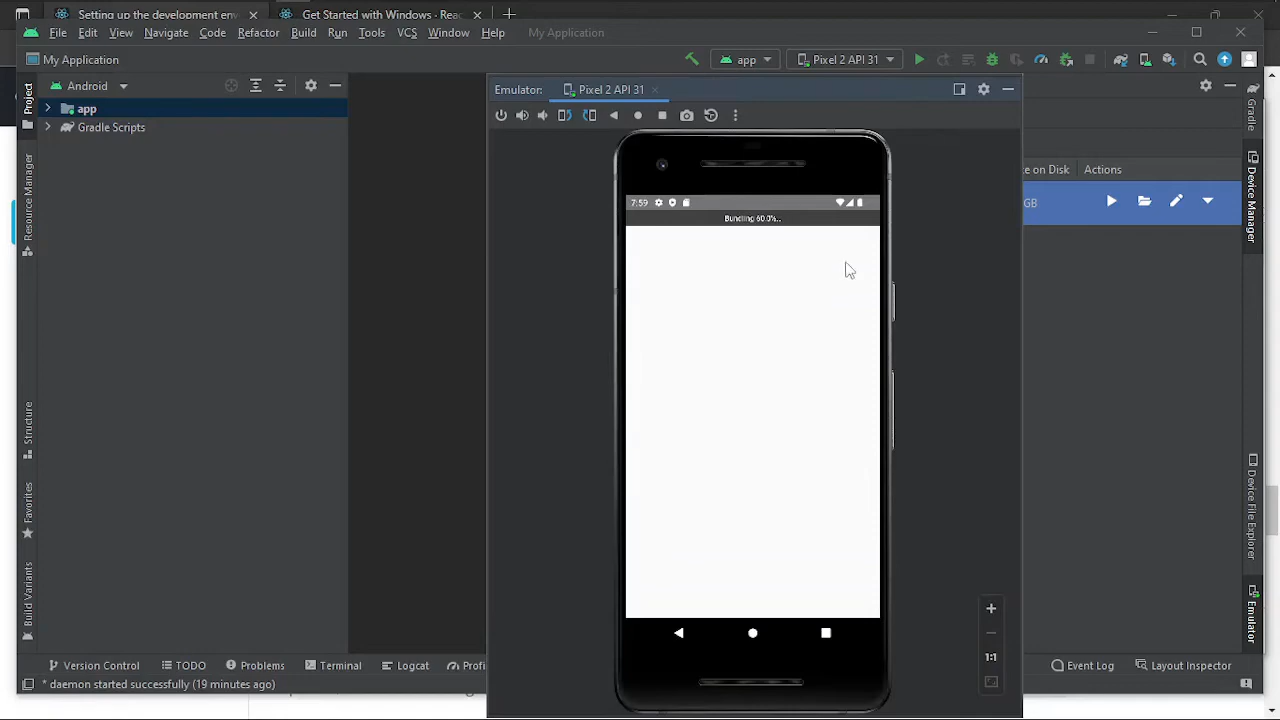 Setting up the development env
Get Started with Windows - Reac
File Edit View Navigate Code Refactor Build Run Tools VCS Window Help My Application
My Application
app
Pixel 2 API 31
Android
Emulator: Pixel 2 API 31
app
Gradle Scripts
Project
Resource Manager
Structure
Favorites
Build Variants
7:59
Bundling 60.0%...
e on Disk Actions
GB
1:1
Gradle
Device Manager
Device File Explorer
Emulator
Version Control TODO Problems Terminal Logcat Profi
Event Log Layout Inspector
* daemon started successfully (19 minutes ago)